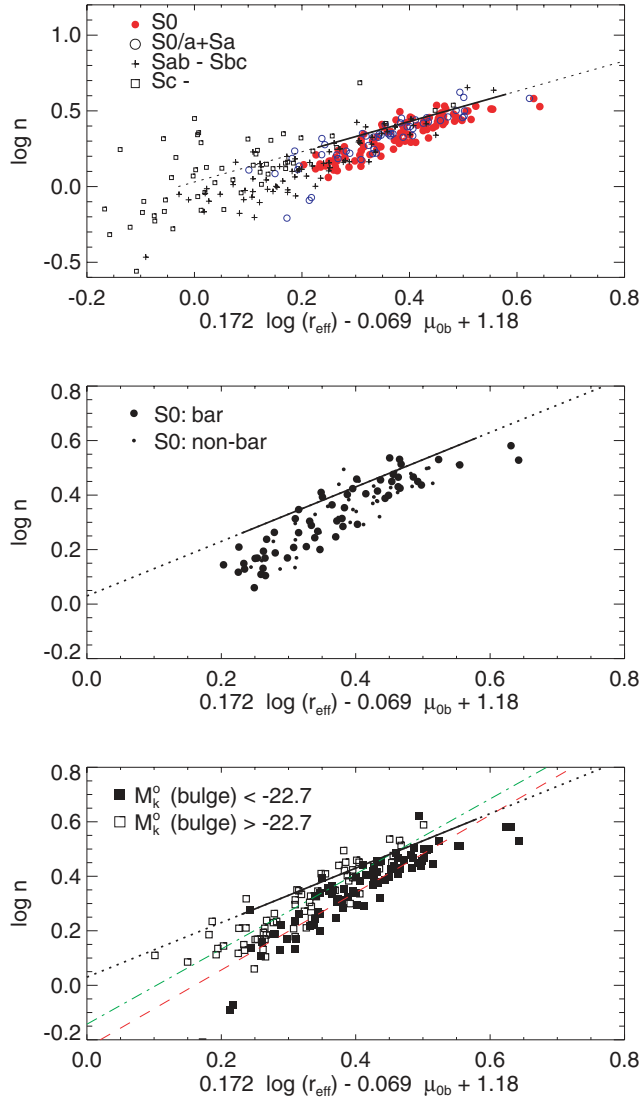 S0
S0/a+Sa
Sab - Sbc
Sc -
1.0
0.5
0.0
-0.5
log n
-0.2 0.0 0.2 0.4 0.6 0.8
0.172 log (r_eff) - 0.069 μ_0b + 1.18
0.8
0.6
0.4
0.2
0.0
-0.2
log n
S0: bar
S0: non-bar
0.0 0.2 0.4 0.6 0.8
0.172 log (r_eff) - 0.069 μ_0b + 1.18
0.8
0.6
0.4
0.2
0.0
-0.2
log n
M_k^o (bulge) < -22.7
M_k^o (bulge) > -22.7
0.0 0.2 0.4 0.6 0.8
0.172 log (r_eff) - 0.069 μ_0b + 1.18